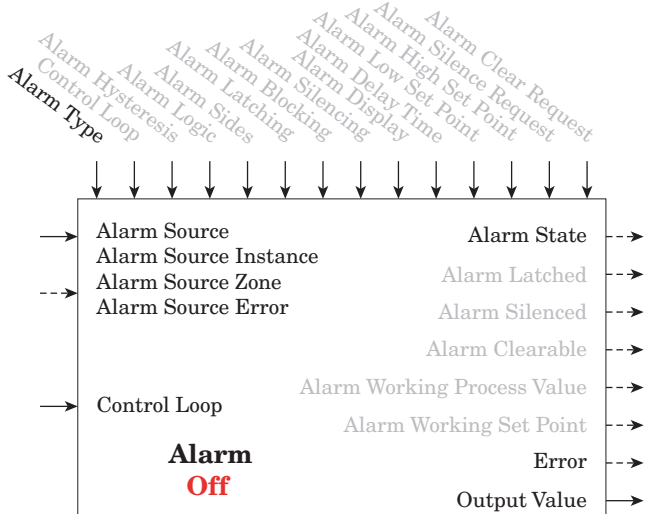 Alarm Type
Control Loop
Alarm Hysteresis
Alarm Logic
Alarm Sides
Alarm Latching
Alarm Blocking
Alarm Silencing
Alarm Display
Alarm Delay Time
Alarm Low Set Point
Alarm High Set Point
Alarm Silence Request
Alarm Clear Request
Alarm Source
Alarm Source Instance
Alarm Source Zone
Alarm Source Error
Control Loop
Alarm
Off
Alarm State
Alarm Latched
Alarm Silenced
Alarm Clearable
Alarm Working Process Value
Alarm Working Set Point
Error
Output Value